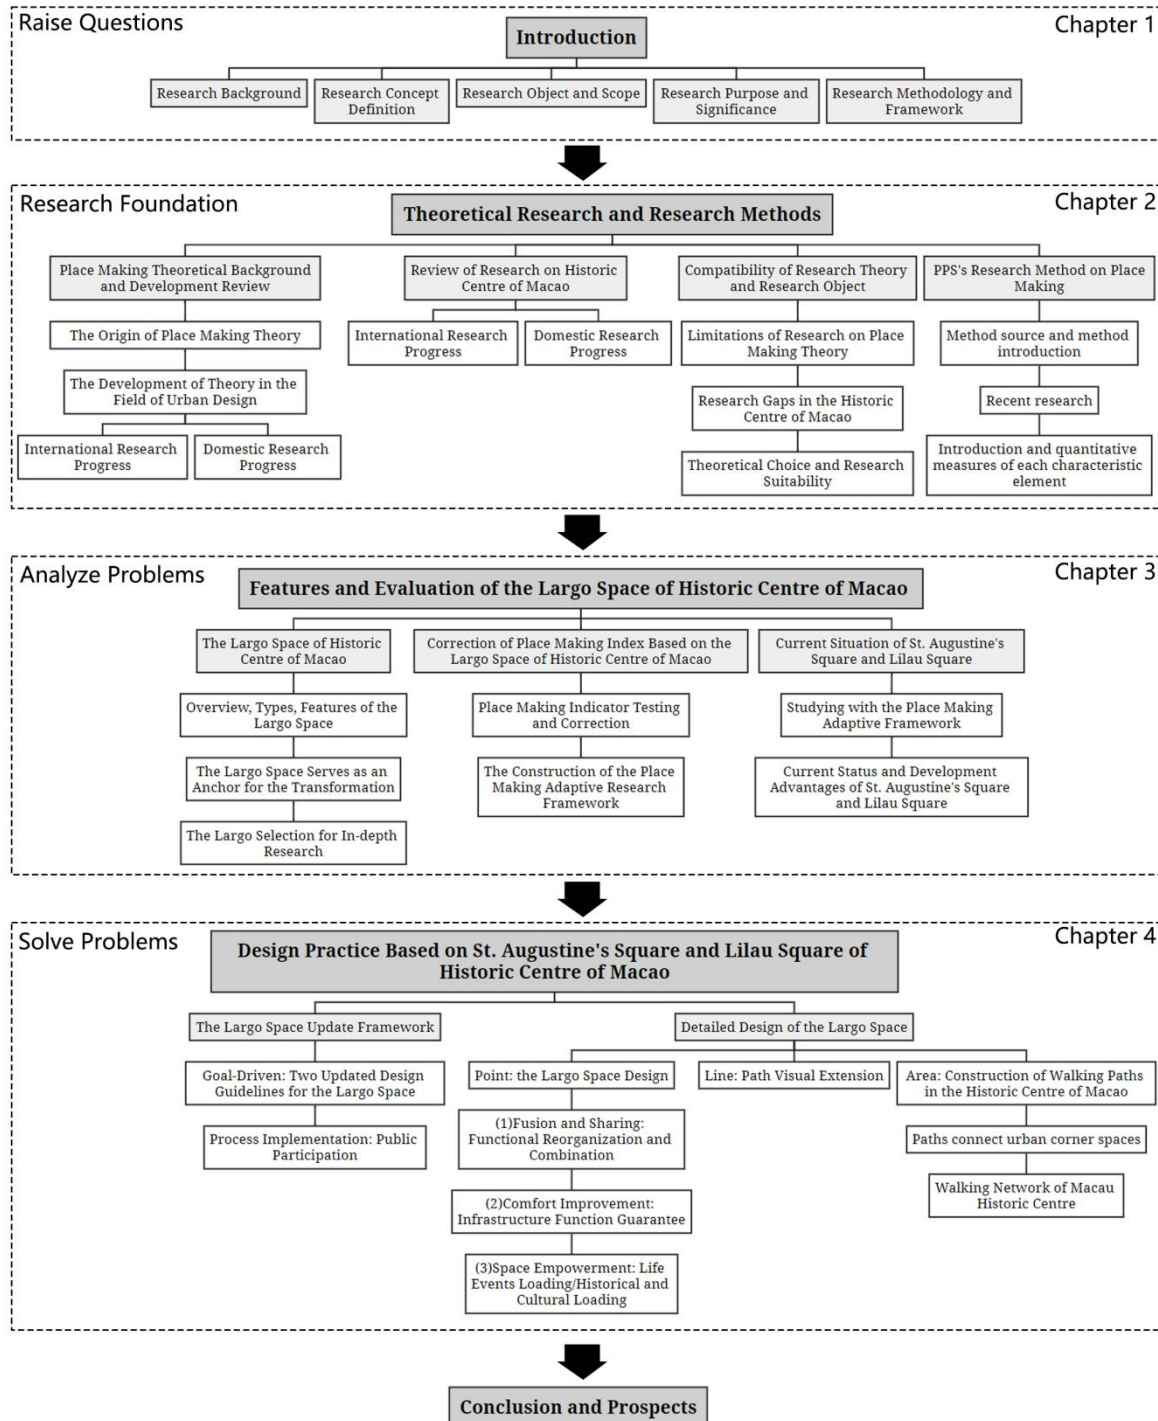 Raise Questions
Chapter 1
Introduction
Research Background
Research Concept
Definition
Research Object and Scope
Research Purpose and
Significance
Research Methodology and
Framework
Research Foundation
Chapter 2
Theoretical Research and Research Methods
Place Making Theoretical Background
and Development Review
The Origin of Place Making Theory
The Development of Theory in the
Field of Urban Design
International Research
Progress
Domestic Research
Progress
Review of Research on Historic
Centre of Macao
International Research
Progress
Domestic Research
Progress
Compatibility of Research Theory
and Research Object
Limitations of Research on Place
Making Theory
Research Gaps in the Historic
Centre of Macao
Theoretical Choice and Research
Suitability
PPS's Research Method on Place
Making
Method source and method
introduction
Recent research
Introduction and quantitative
measures of each characteristic
element
Analyze Problems
Chapter 3
Features and Evaluation of the Largo Space of Historic Centre of Macao
The Largo Space of Historic
Centre of Macao
Overview, Types, Features of the
Largo Space
The Largo Space Serves as an
Anchor for the Transformation
The Largo Selection for In-depth
Research
Correction of Place Making Index Based on the
Largo Space of Historic Centre of Macao
Place Making Indicator Testing
and Correction
The Construction of the Place
Making Adaptive Research
Framework
Current Situation of St. Augustine's
Square and Lilau Square
Studying with the Place Making
Adaptive Framework
Current Status and Development
Advantages of St. Augustine's Square
and Lilau Square
Solve Problems
Chapter 4
Design Practice Based on St. Augustine's Square and Lilau Square of
Historic Centre of Macao
The Largo Space Update Framework
Goal-Driven: Two Updated Design
Guidelines for the Largo Space
Process Implementation: Public
Participation
Detailed Design of the Largo Space
Point: the Largo Space Design
(1)Fusion and Sharing:
Functional Reorganization and
Combination
(2)Comfort Improvement:
Infrastructure Function Guarantee
(3)Space Empowerment: Life
Events Loading/Historical and
Cultural Loading
Line: Path Visual Extension
Area: Construction of Walking Paths
in the Historic Centre of Macao
Paths connect urban corner spaces
Walking Network of Macau
Historic Centre
Conclusion and Prospects